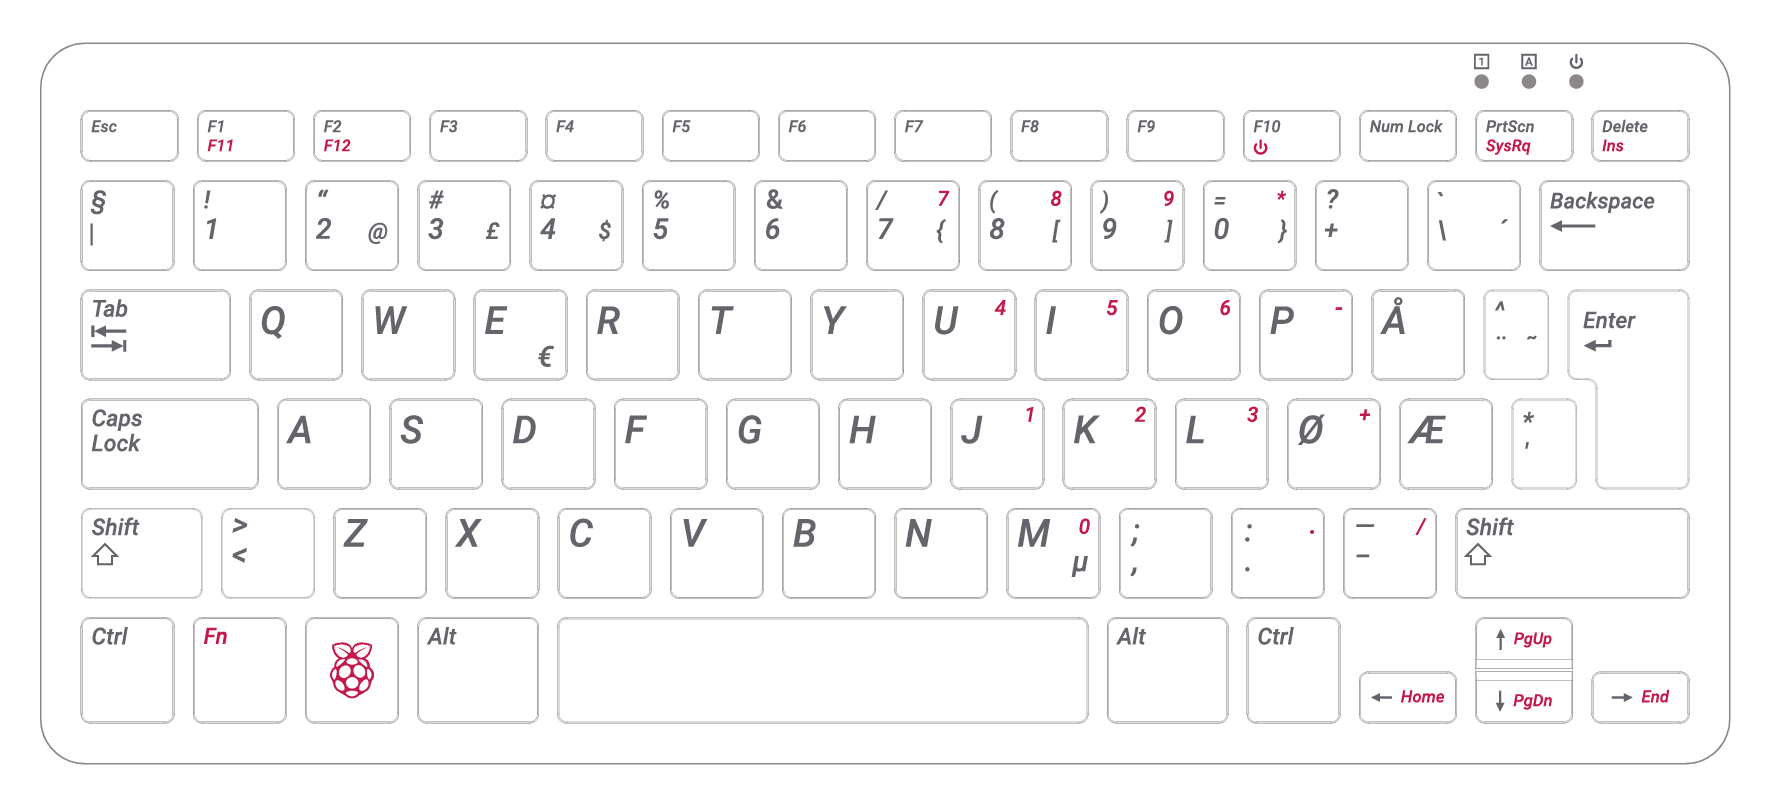 1 A
Esc F1 F2 F3 F4 F5 F6 F7 F8 F9 F10 Num Lock PrtScn Delete
F11 F12 SysRq Ins
§ ! “ # ¤ % & / 7 ( 8 ) 9 = * ? ` Backspace
| 1 2 @ 3 £ 4 $ 5 6 7 { 8 [ 9 ] 0 } + \ ´
Tab Q W E R T Y U 4 I 5 O 6 P - Å ^ Enter
€ ¨ ~
Caps
Lock A S D F G H J 1 K 2 L 3 Ø + Æ *
'
Shift > Z X C V B N M 0 ; : . — / Shift
< µ , . –
Ctrl Fn Alt Alt Ctrl ↑ PgUp
← Home ↓ PgDn → End